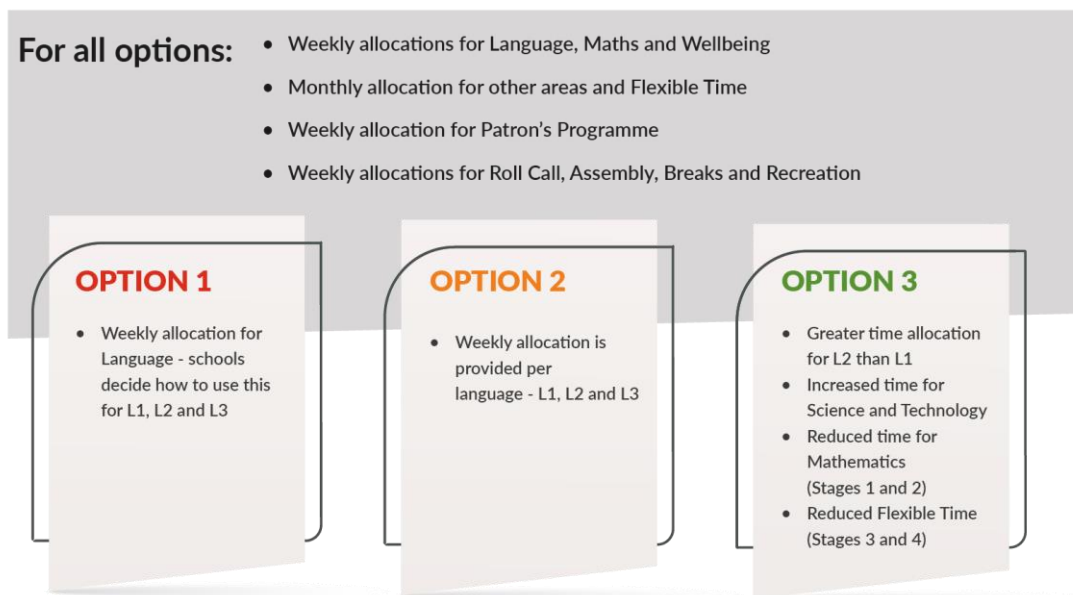 For all options:
• Weekly allocations for Language, Maths and Wellbeing
• Monthly allocation for other areas and Flexible Time
• Weekly allocation for Patron’s Programme
• Weekly allocations for Roll Call, Assembly, Breaks and Recreation
OPTION 1
• Weekly allocation for
Language - schools
decide how to use this
for L1, L2 and L3
OPTION 2
• Weekly allocation is
provided per
language - L1, L2 and L3
OPTION 3
• Greater time allocation
for L2 than L1
• Increased time for
Science and Technology
• Reduced time for
Mathematics
(Stages 1 and 2)
• Reduced Flexible Time
(Stages 3 and 4)